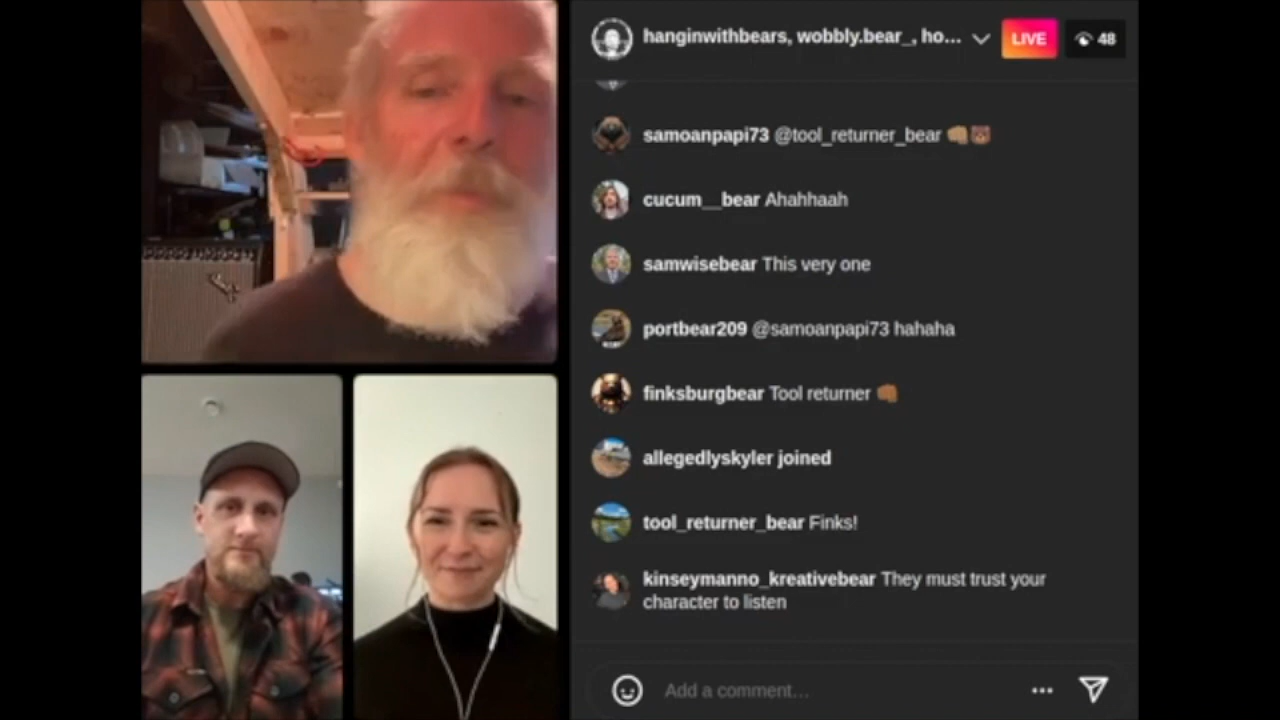 hanginwithbears, wobbly.bear_, ho...
LIVE
48
samoanpapi73 @tool_returner_bear 👊🏽🐻
cucum__bear Ahahhaah
samwisebear This very one
portbear209 @samoanpapi73 hahaha
finksburgbear Tool returner 👊🏾
allegedlyskyler joined
tool_returner_bear Finks!
kinseymanno_kreativebear They must trust your
character to listen
Add a comment...